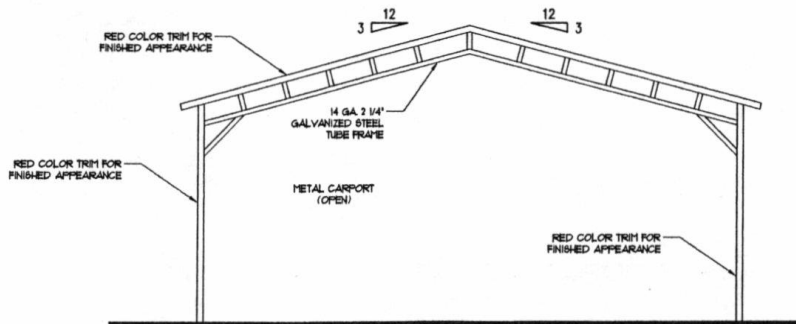 12
3
12
3
RED COLOR TRIM FOR
FINISHED APPEARANCE
14 GA. 2 1/4"
GALVANIZED STEEL
TUBE FRAME
RED COLOR TRIM FOR
FINISHED APPEARANCE
METAL CARPORT
(OPEN)
RED COLOR TRIM FOR
FINISHED APPEARANCE